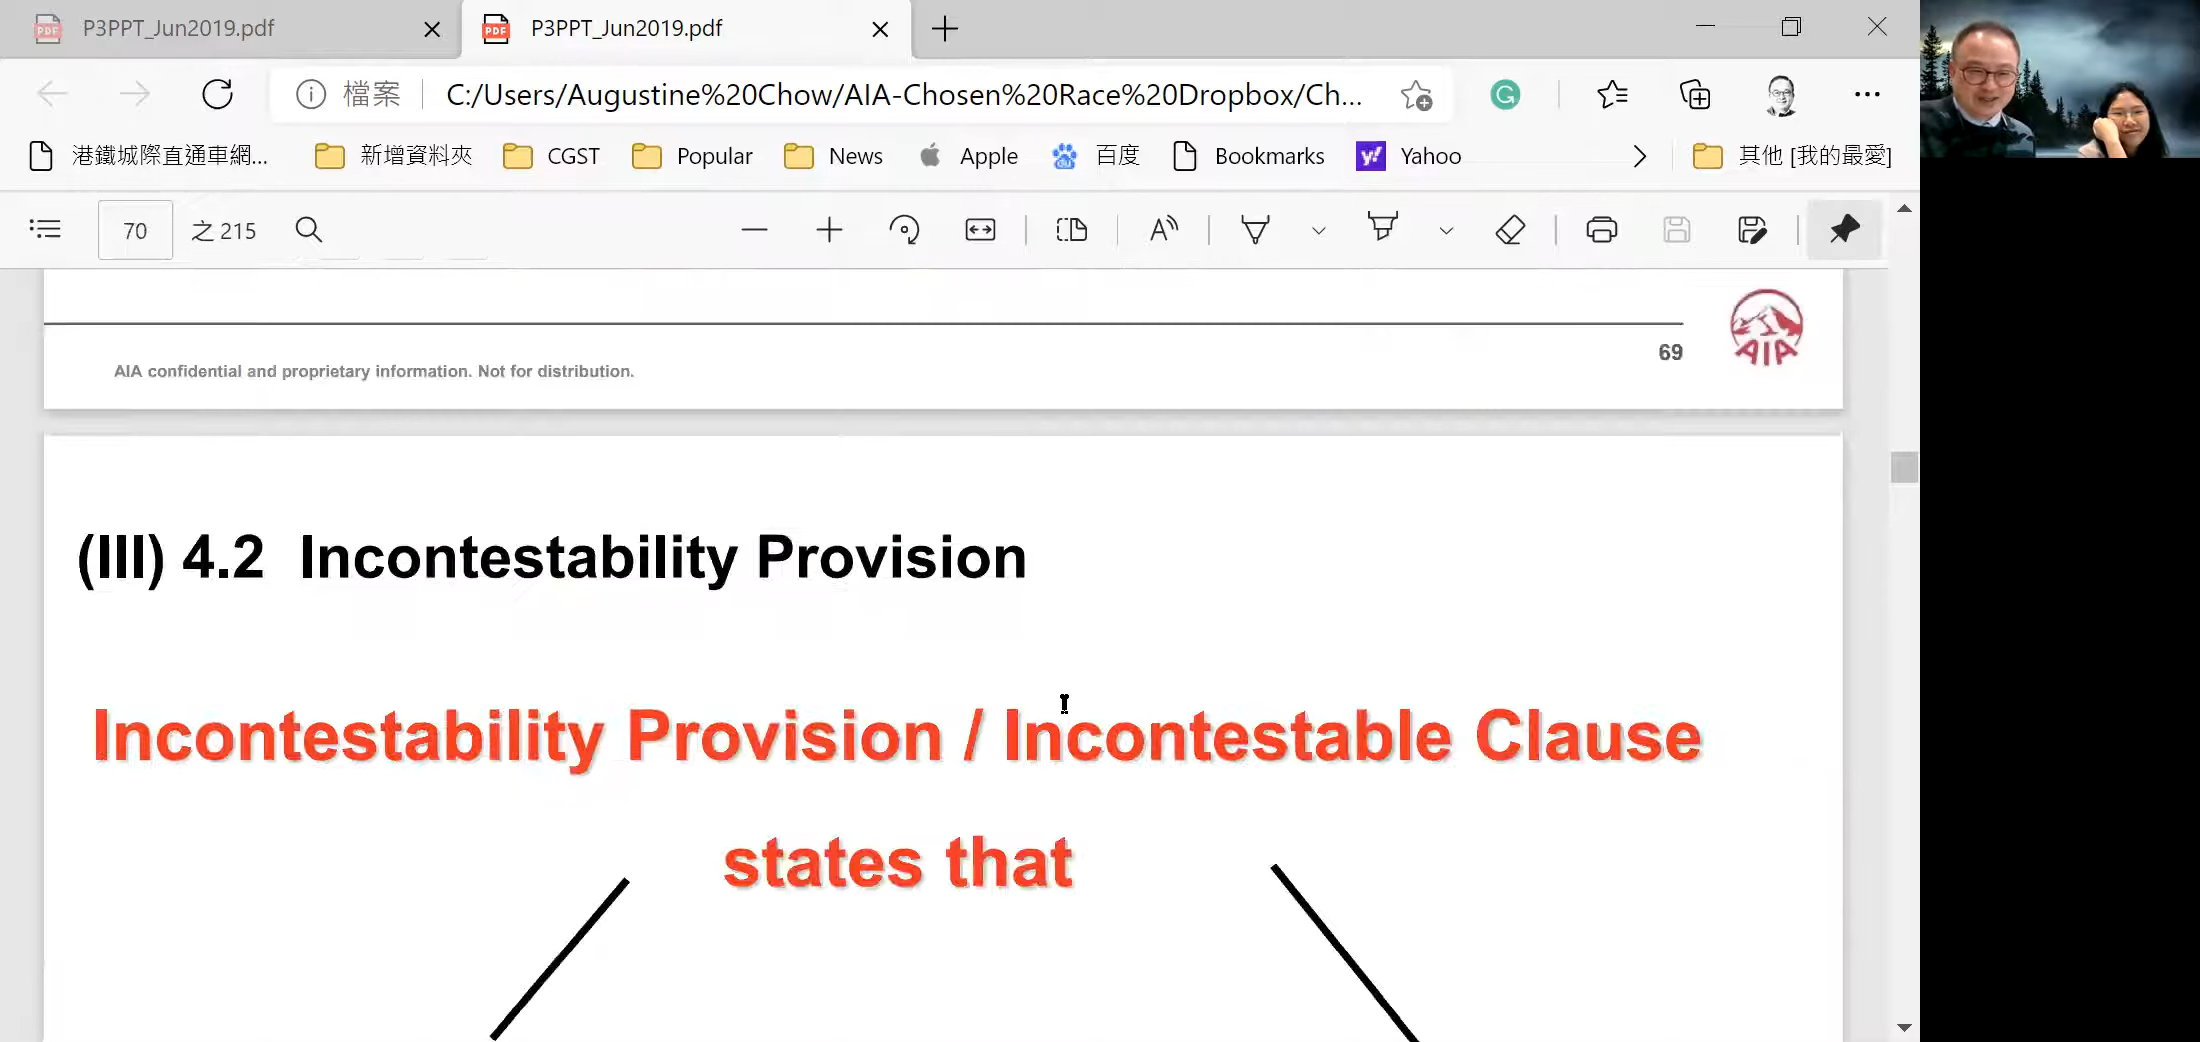 P3PPT_Jun2019.pdf
P3PPT_Jun2019.pdf
檔案 C:/Users/Augustine%20Chow/AIA-Chosen%20Race%20Dropbox/Ch...
港鐵城際直通車網... 新增資料夾 CGST Popular News Apple 百度 Bookmarks Yahoo 其他 [我的最愛]
70 之 215
69
AIA
AIA confidential and proprietary information. Not for distribution.
(III) 4.2 Incontestability Provision
Incontestability Provision / Incontestable Clause
states that